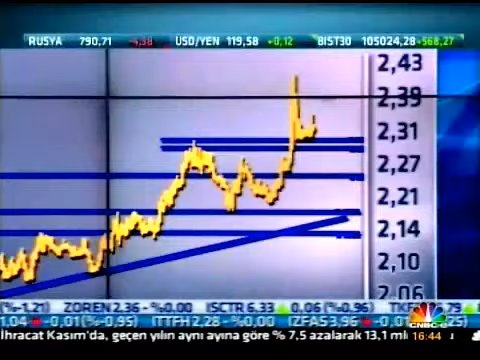 RUSYA 790,71 -4,38 USD/YEN 119,58 +0,12 BIST30 105024,28 +568,27
2,43
2,39
2,31
2,27
2,21
2,14
2,10
2,06
(%-1.21) ZOREN 2.36 - %0.00 ISCTR 6.33 0.06 (%-0.96)
1,04 -0,01(%-0,95) ITTFH 2,28 - %0,00 IZFAS 3,96
CNBC-e
İhracat Kasım'da, geçen yılın aynı ayına göre % 7,5 azalarak 13,1 16:44